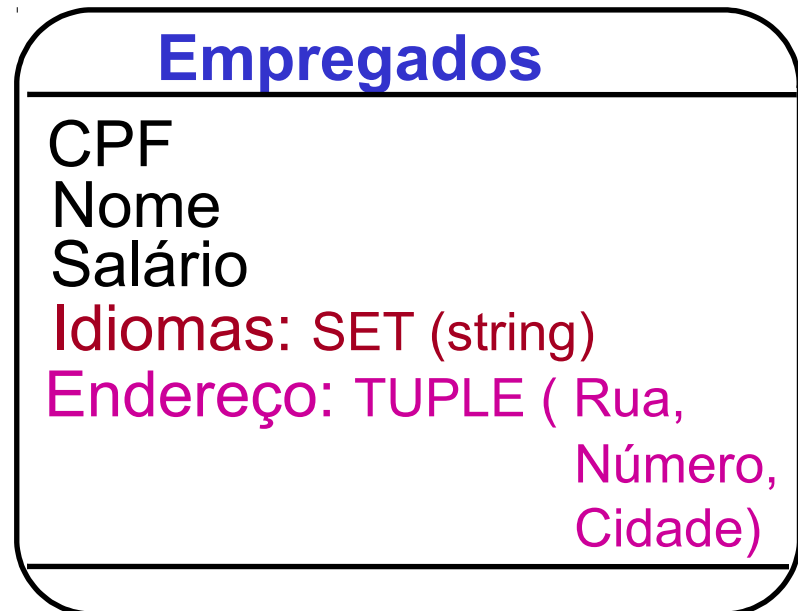 Empregados
CPF
Nome
Salário
Idiomas: SET (string)
Endereço: TUPLE ( Rua,
Número,
Cidade)